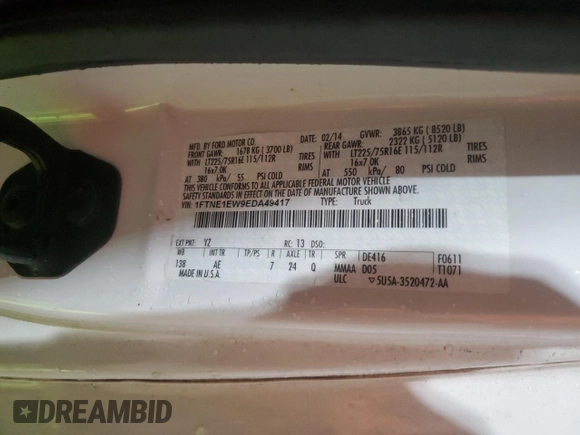 MFD. BY FORD MOTOR CO. 02/14 GVWR: 3865 KG ( 8520 LB)
FRONT GAWR: 1678 KG ( 3700 LB) REAR GAWR: 2322 KG ( 5120 LB)
WITH LT225/75R16E 115/112R TIRES WITH LT225/75R16E 115/112R TIRES
16x7.0K RIMS 16x7.0K RIMS
AT 380 kPa/ 55 PSI COLD AT 550 kPa/ 80 PSI COLD
THIS VEHICLE CONFORMS TO ALL APPLICABLE FEDERAL MOTOR VEHICLE
SAFETY STANDARDS IN EFFECT ON THE DATE OF MANUFACTURE SHOWN ABOVE.
VIN: 1FTNE1EW9EDA49417 TYPE: Truck
EXT PNT: YZ RC: 13 DSO:
WB INT TR TP/PS R AXLE TR SPR DE416 F0611
138 AE 7 24 Q MMAA D05 T1071
MADE IN U.S.A. ULC ▽5U5A-3520472-AA
DREAMBID